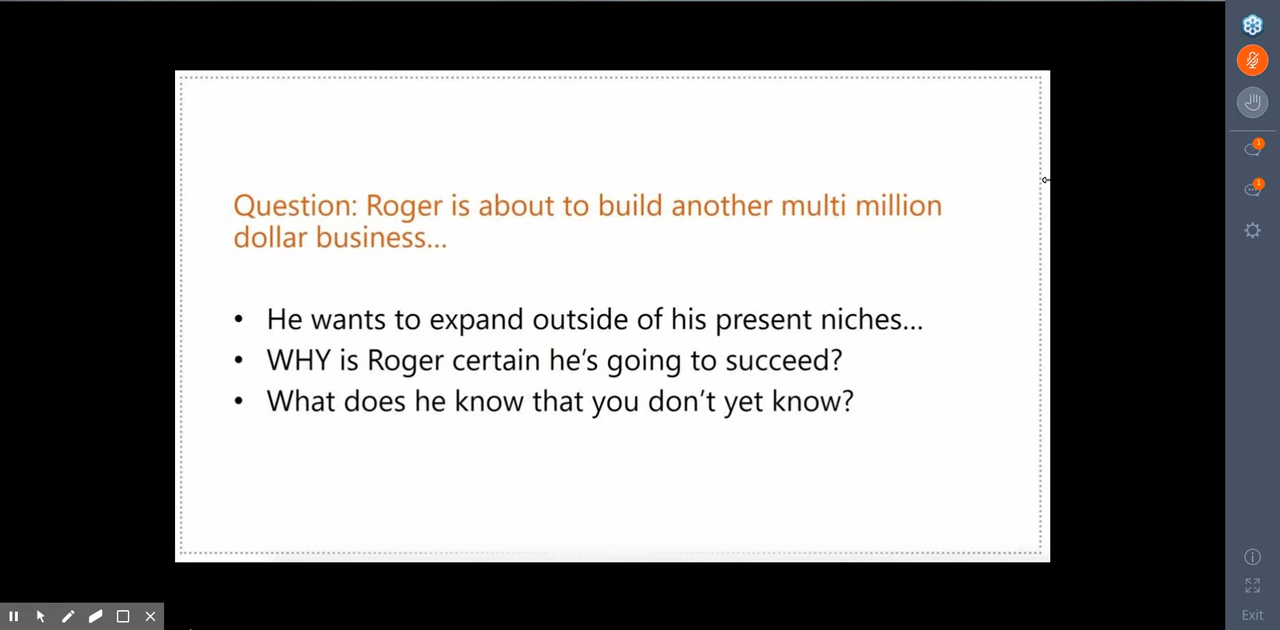 Question: Roger is about to build another multi million
dollar business...
• He wants to expand outside of his present niches...
• WHY is Roger certain he's going to succeed?
• What does he know that you don't yet know?
1
1
Exit